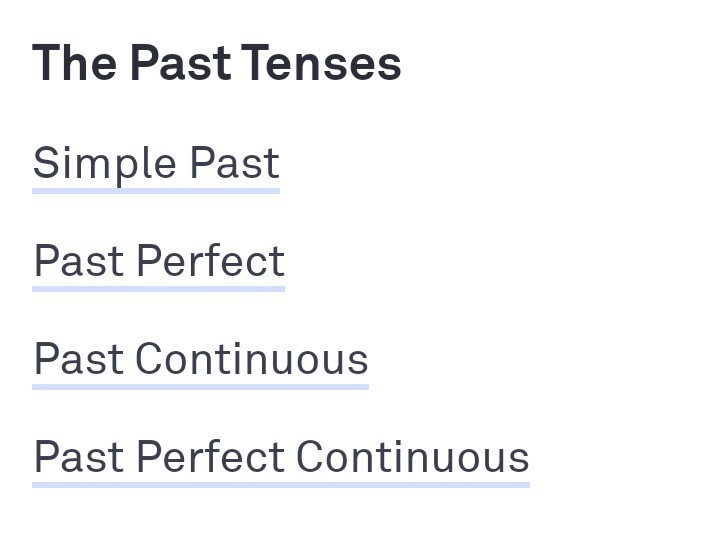 The Past Tenses
Simple Past
Past Perfect
Past Continuous
Past Perfect Continuous